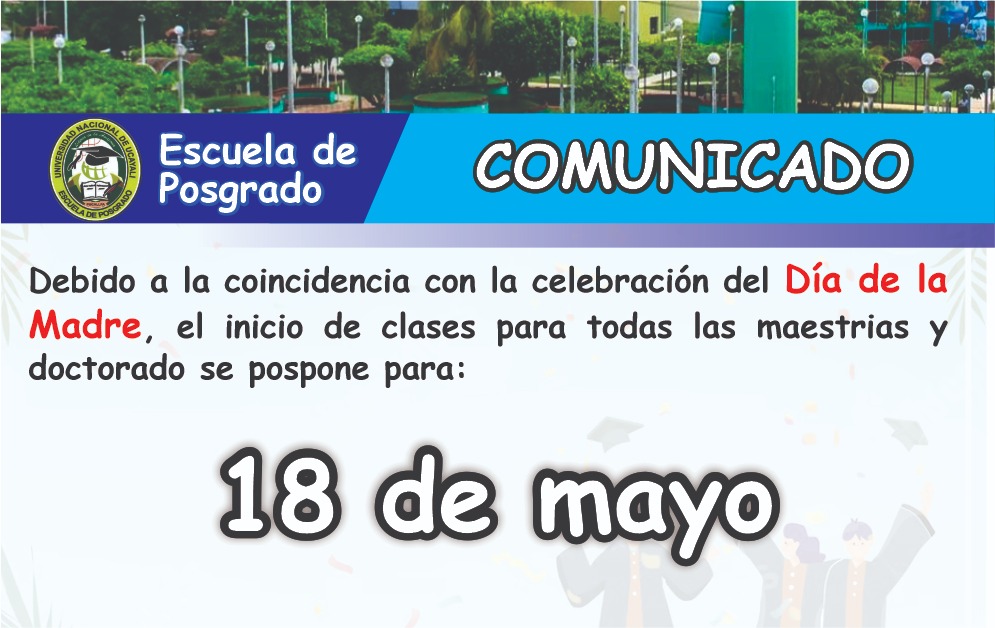 UNIVERSIDAD NACIONAL DE UCAYALI
ESCUELA DE POSGRADO
Escuela de
Posgrado
COMUNICADO
Debido a la coincidencia con la celebración del Día de la
Madre, el inicio de clases para todas las maestrias y
doctorado se pospone para:
18 de mayo